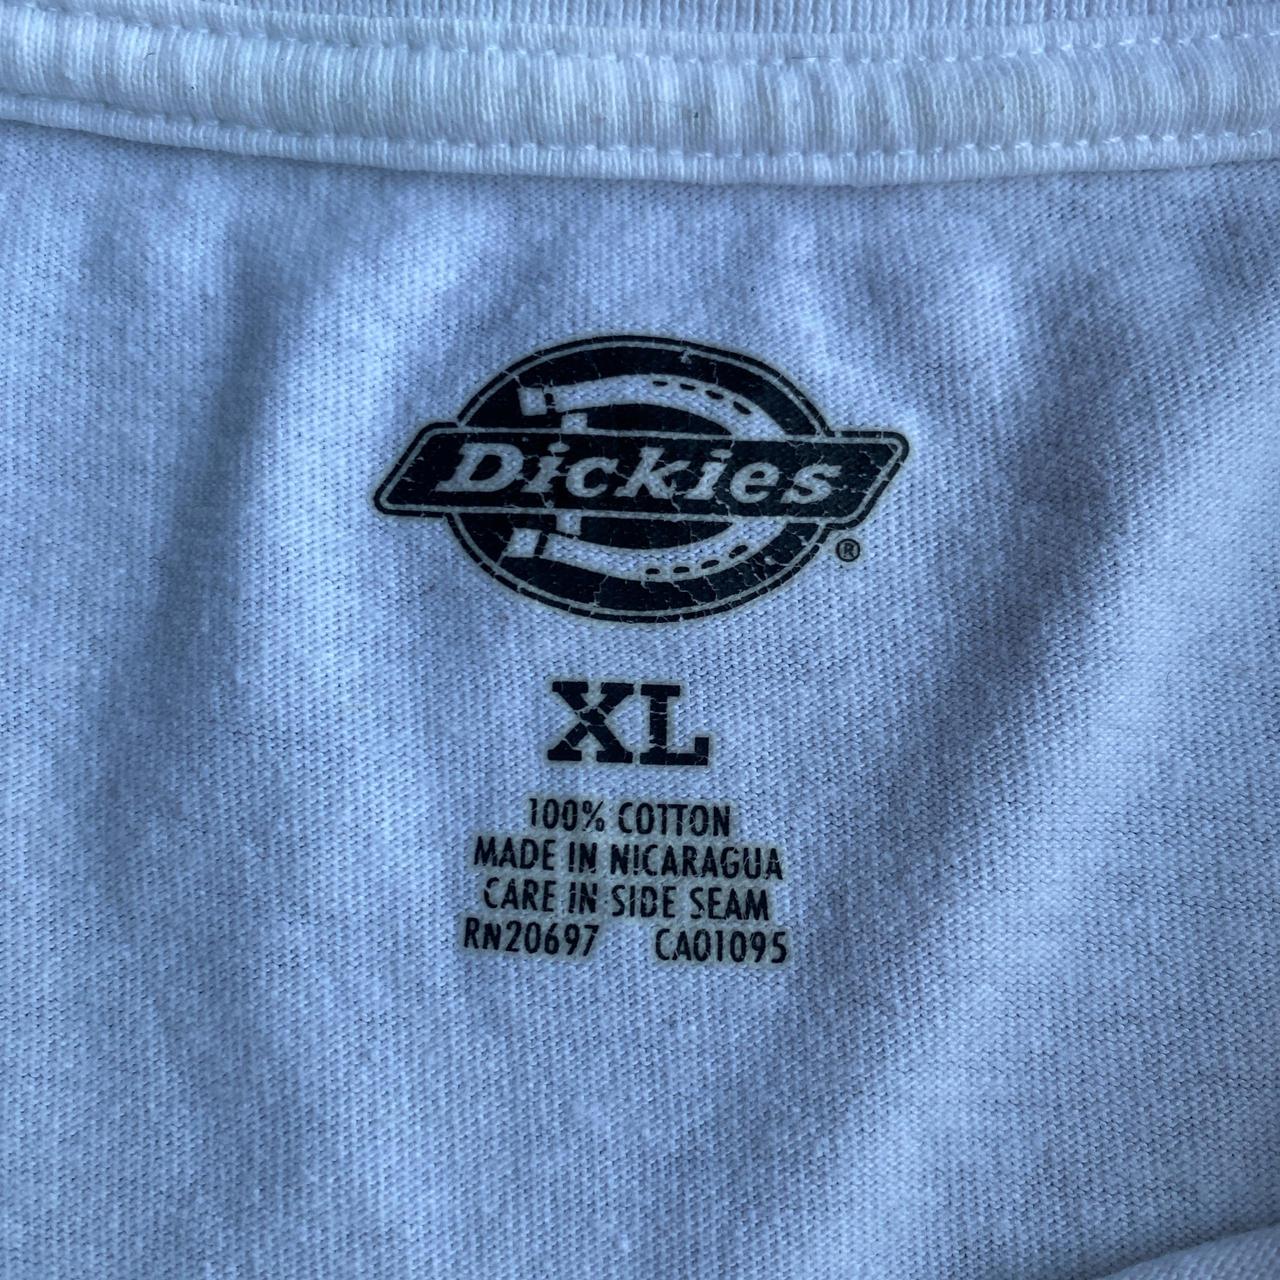 Dickies
®
XL
100% COTTON
MADE IN NICARAGUA
CARE IN SIDE SEAM
RN20697 CA01095